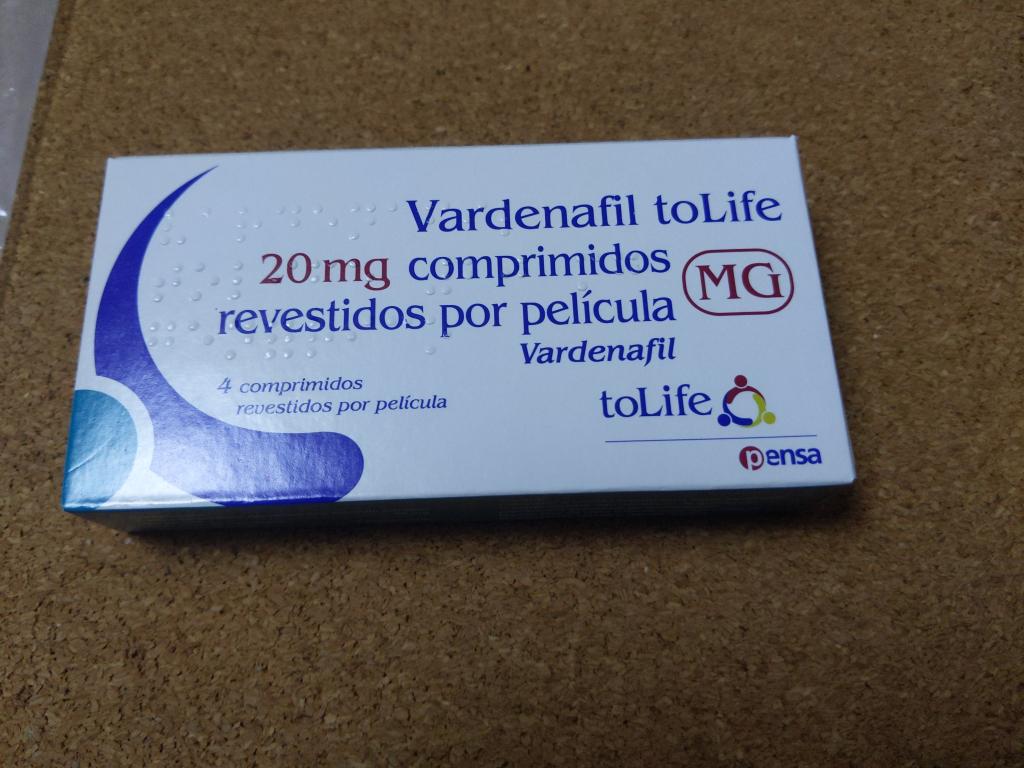 Vardenafil toLife
20 mg comprimidos
revestidos por película
MG
Vardenafil
4 comprimidos
revestidos por película
toLife
pensa